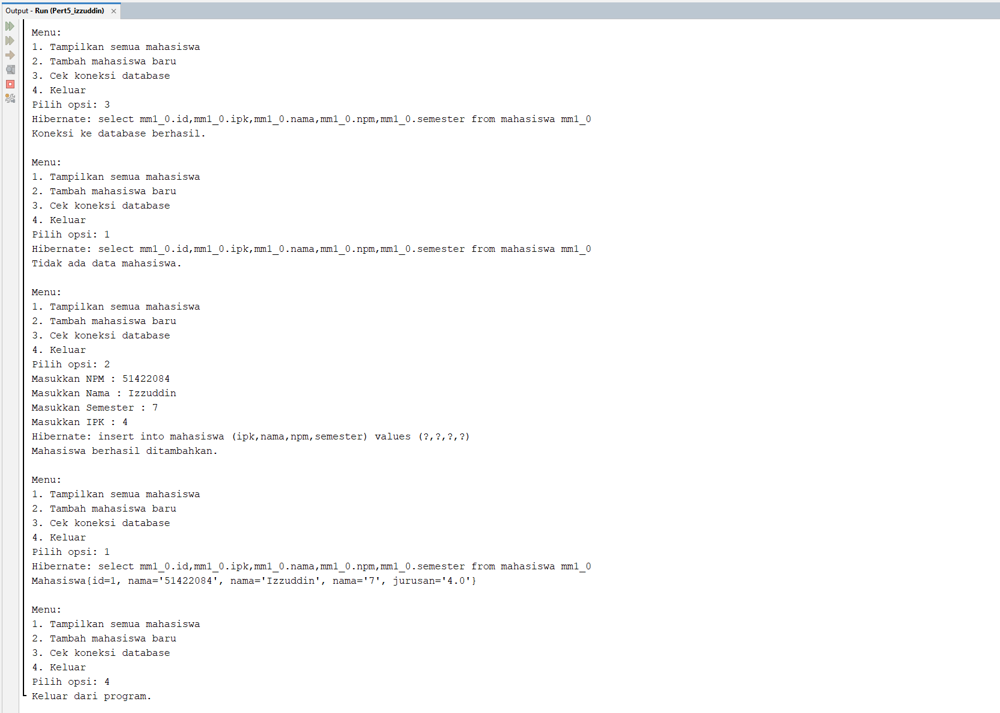 Output - Run (Pert5_izzuddin) ×
Menu:
1. Tampilkan semua mahasiswa
2. Tambah mahasiswa baru
3. Cek koneksi database
4. Keluar
Pilih opsi: 3
Hibernate: select mm1_0.id,mm1_0.ipk,mm1_0.nama,mm1_0.npm,mm1_0.semester from mahasiswa mm1_0
Koneksi ke database berhasil.
Menu:
1. Tampilkan semua mahasiswa
2. Tambah mahasiswa baru
3. Cek koneksi database
4. Keluar
Pilih opsi: 1
Hibernate: select mm1_0.id,mm1_0.ipk,mm1_0.nama,mm1_0.npm,mm1_0.semester from mahasiswa mm1_0
Tidak ada data mahasiswa.
Menu:
1. Tampilkan semua mahasiswa
2. Tambah mahasiswa baru
3. Cek koneksi database
4. Keluar
Pilih opsi: 2
Masukkan NPM : 51422084
Masukkan Nama : Izzuddin
Masukkan Semester : 7
Masukkan IPK : 4
Hibernate: insert into mahasiswa (ipk,nama,npm,semester) values (?,?,?,?)
Mahasiswa berhasil ditambahkan.
Menu:
1. Tampilkan semua mahasiswa
2. Tambah mahasiswa baru
3. Cek koneksi database
4. Keluar
Pilih opsi: 1
Hibernate: select mm1_0.id,mm1_0.ipk,mm1_0.nama,mm1_0.npm,mm1_0.semester from mahasiswa mm1_0
Mahasiswa{id=1, nama='51422084', nama='Izzuddin', nama='7', jurusan='4.0'}
Menu:
1. Tampilkan semua mahasiswa
2. Tambah mahasiswa baru
3. Cek koneksi database
4. Keluar
Pilih opsi: 4
Keluar dari program.